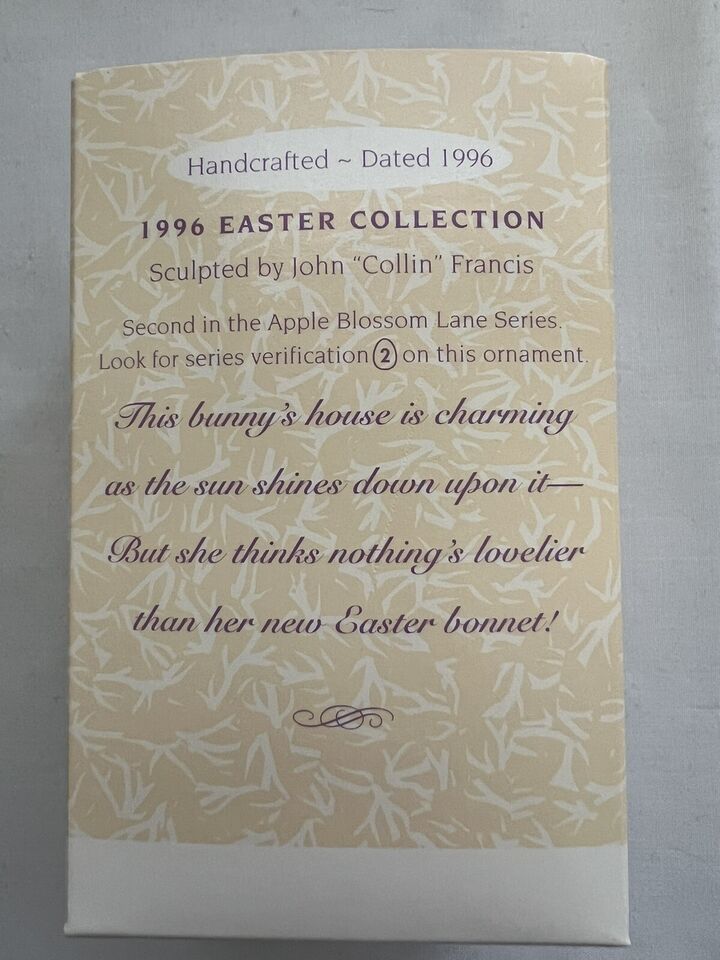 Handcrafted ~ Dated 1996
1996 EASTER COLLECTION
Sculpted by John "Collin" Francis
Second in the Apple Blossom Lane Series.
Look for series verification ② on this ornament.
This bunny's house is charming
as the sun shines down upon it—
But she thinks nothing's lovelier
than her new Easter bonnet!